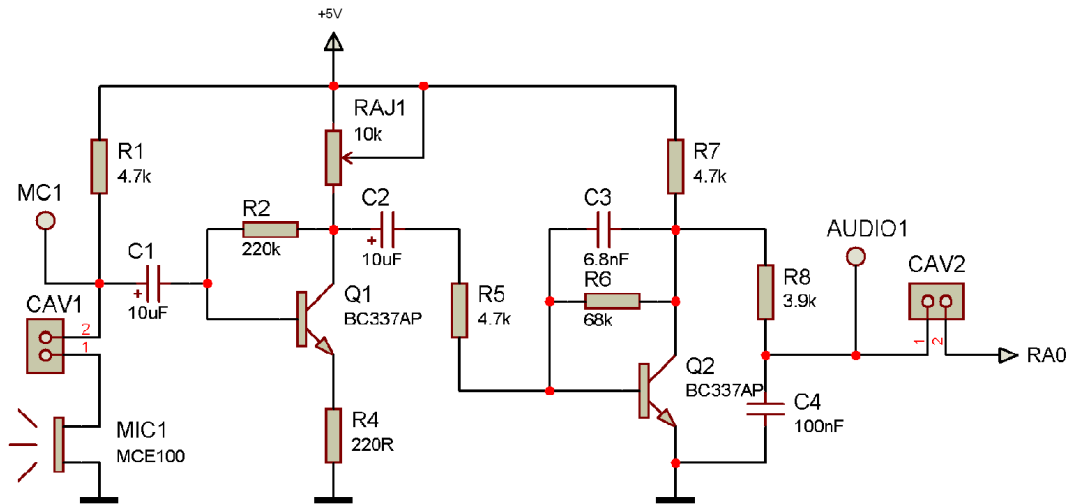 +5V
RAJ1
10k
R1
4.7k
R7
4.7k
MC1
R2
220k
C2
10uF
C3
6.8nF
AUDIO1
C1
10uF
R6
68k
R8
3.9k
CAV2
1
2
CAV1
2
1
Q1
BC337AP
R5
4.7k
RA0
Q2
BC337AP
C4
100nF
MIC1
MCE100
R4
220R
+
+